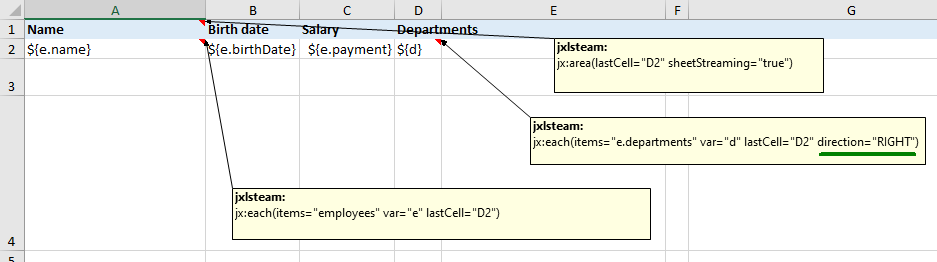 A B C D E F G
1 Name Birth date Salary Departments
2 ${e.name} ${e.birthDate} ${e.payment} ${d}
jxlsteam:
jx:area(lastCell="D2" sheetStreaming="true")
3
jxlsteam:
jx:each(items="e.departments" var="d" lastCell="D2" direction="RIGHT")
jxlsteam:
jx:each(items="employees" var="e" lastCell="D2")
4
5